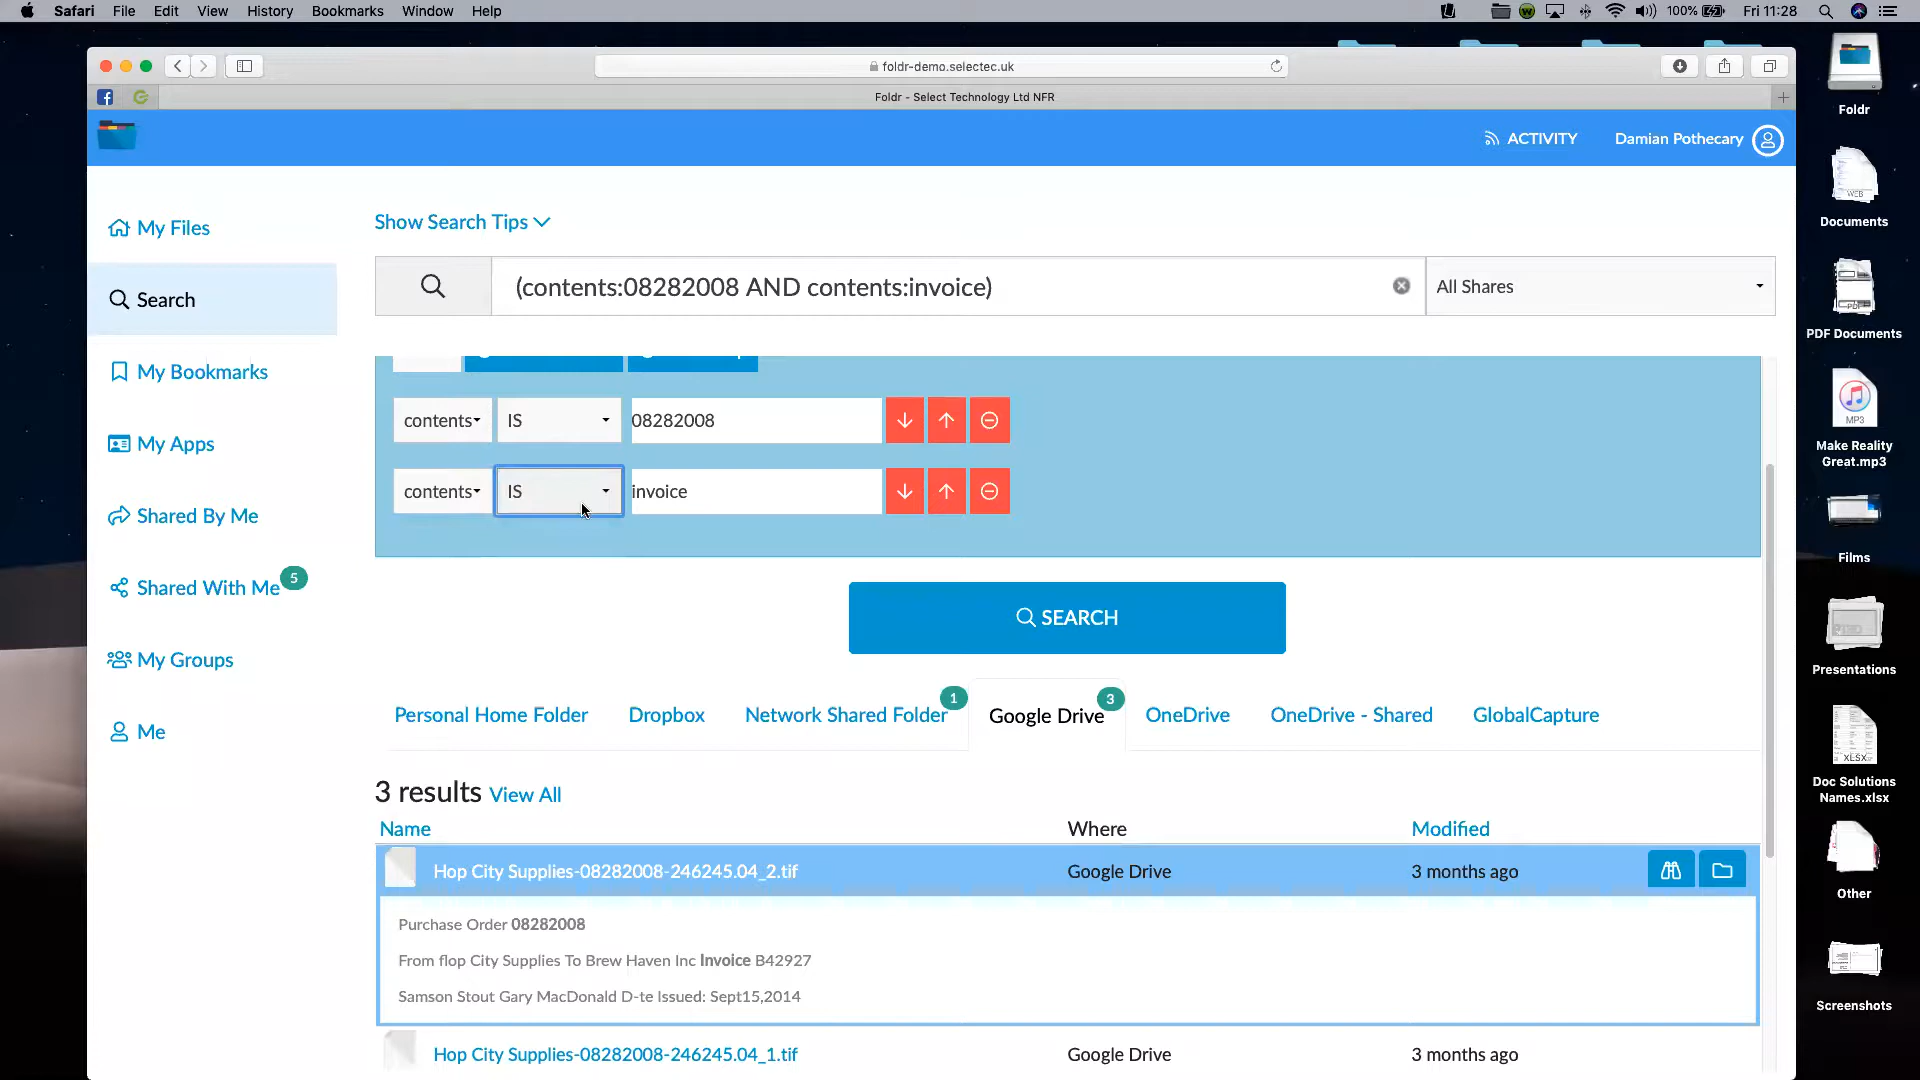 Safari File Edit View History Bookmarks Window Help 100% Fri 11:28
foldr-demo.selectec.uk
Foldr - Select Technology Ltd NFR
ACTIVITY Damian Pothecary
My Files
Search
My Bookmarks
My Apps
Shared By Me
Shared With Me 5
My Groups
Me
Show Search Tips
(contents:08282008 AND contents:invoice) All Shares
contents IS 08282008
contents IS invoice
SEARCH
Personal Home Folder Dropbox Network Shared Folder 1 Google Drive 3 OneDrive OneDrive - Shared GlobalCapture
3 results View All
Name Where Modified
Hop City Supplies-08282008-246245.04_2.tif Google Drive 3 months ago
Purchase Order 08282008
From flop City Supplies To Brew Haven Inc Invoice B42927
Samson Stout Gary MacDonald D-te Issued: Sept15,2014
Hop City Supplies-08282008-246245.04_1.tif Google Drive 3 months ago
Foldr
WEB
Documents
PDF
PDF Documents
MP3
Make Reality
Great.mp3
Films
Presentations
XLSX
Doc Solutions
Names.xlsx
Other
Screenshots